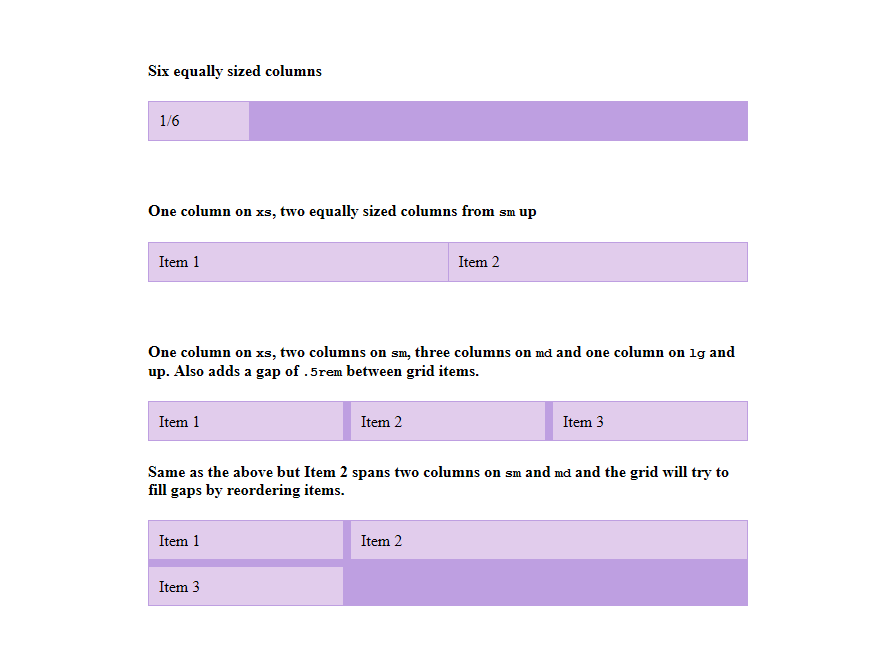 Six equally sized columns
1/6
One column on xs, two equally sized columns from sm up
Item 1
Item 2
One column on xs, two columns on sm, three columns on md and one column on lg and
up. Also adds a gap of .5rem between grid items.
Item 1
Item 2
Item 3
Same as the above but Item 2 spans two columns on sm and md and the grid will try to
fill gaps by reordering items.
Item 1
Item 2
Item 3